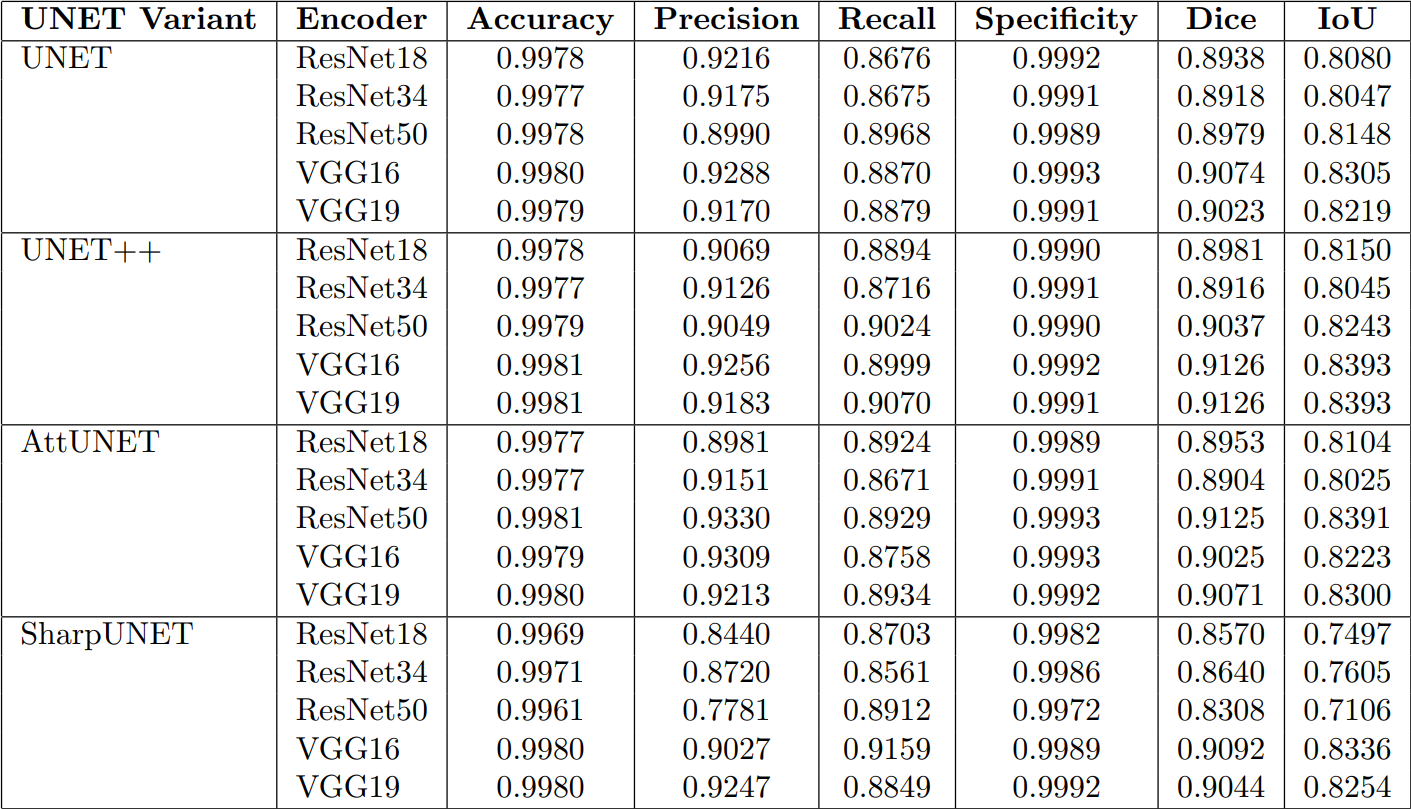 UNET Variant Encoder Accuracy Precision Recall Specificity Dice IoU
UNET ResNet18 0.9978 0.9216 0.8676 0.9992 0.8938 0.8080
ResNet34 0.9977 0.9175 0.8675 0.9991 0.8918 0.8047
ResNet50 0.9978 0.8990 0.8968 0.9989 0.8979 0.8148
VGG16 0.9980 0.9288 0.8870 0.9993 0.9074 0.8305
VGG19 0.9979 0.9170 0.8879 0.9991 0.9023 0.8219
UNET++ ResNet18 0.9978 0.9069 0.8894 0.9990 0.8981 0.8150
ResNet34 0.9977 0.9126 0.8716 0.9991 0.8916 0.8045
ResNet50 0.9979 0.9049 0.9024 0.9990 0.9037 0.8243
VGG16 0.9981 0.9256 0.8999 0.9992 0.9126 0.8393
VGG19 0.9981 0.9183 0.9070 0.9991 0.9126 0.8393
AttUNET ResNet18 0.9977 0.8981 0.8924 0.9989 0.8953 0.8104
ResNet34 0.9977 0.9151 0.8671 0.9991 0.8904 0.8025
ResNet50 0.9981 0.9330 0.8929 0.9993 0.9125 0.8391
VGG16 0.9979 0.9309 0.8758 0.9993 0.9025 0.8223
VGG19 0.9980 0.9213 0.8934 0.9992 0.9071 0.8300
SharpUNET ResNet18 0.9969 0.8440 0.8703 0.9982 0.8570 0.7497
ResNet34 0.9971 0.8720 0.8561 0.9986 0.8640 0.7605
ResNet50 0.9961 0.7781 0.8912 0.9972 0.8308 0.7106
VGG16 0.9980 0.9027 0.9159 0.9989 0.9092 0.8336
VGG19 0.9980 0.9247 0.8849 0.9992 0.9044 0.8254